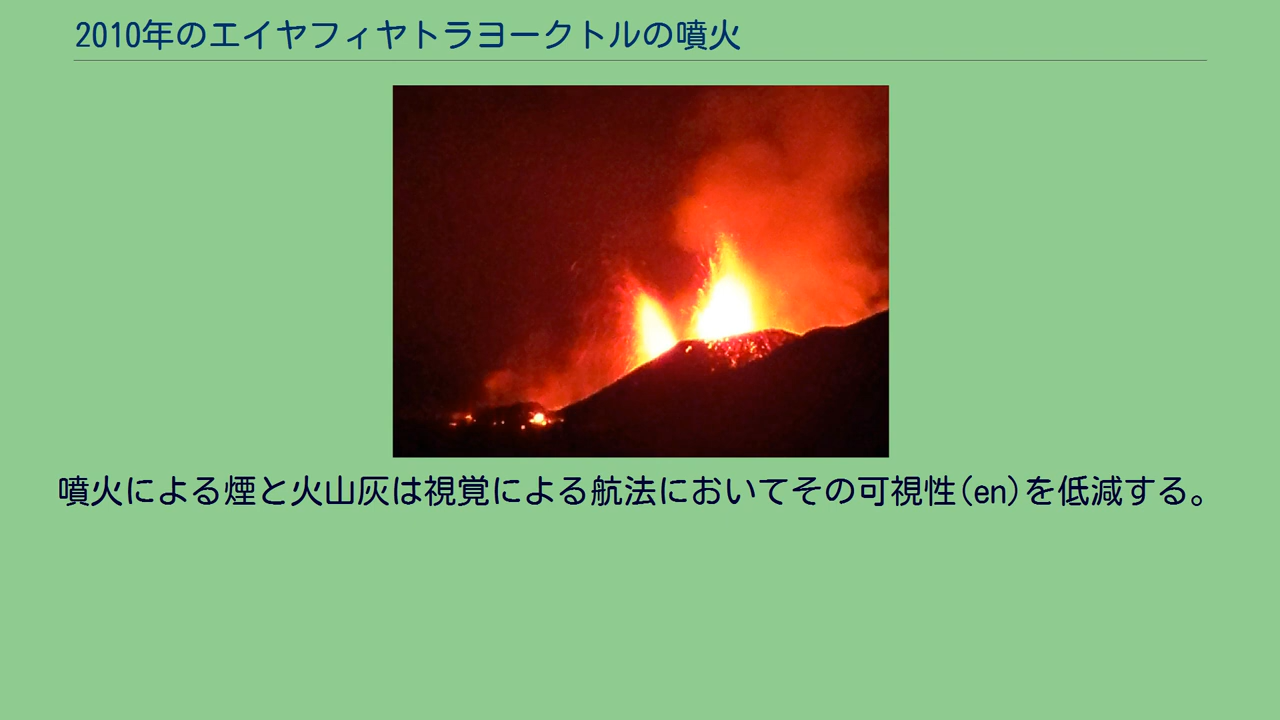 2010年のエイヤフィヤトラヨークトルの噴火
噴火による煙と火山灰は視覚による航法においてその可視性(en)を低減する。